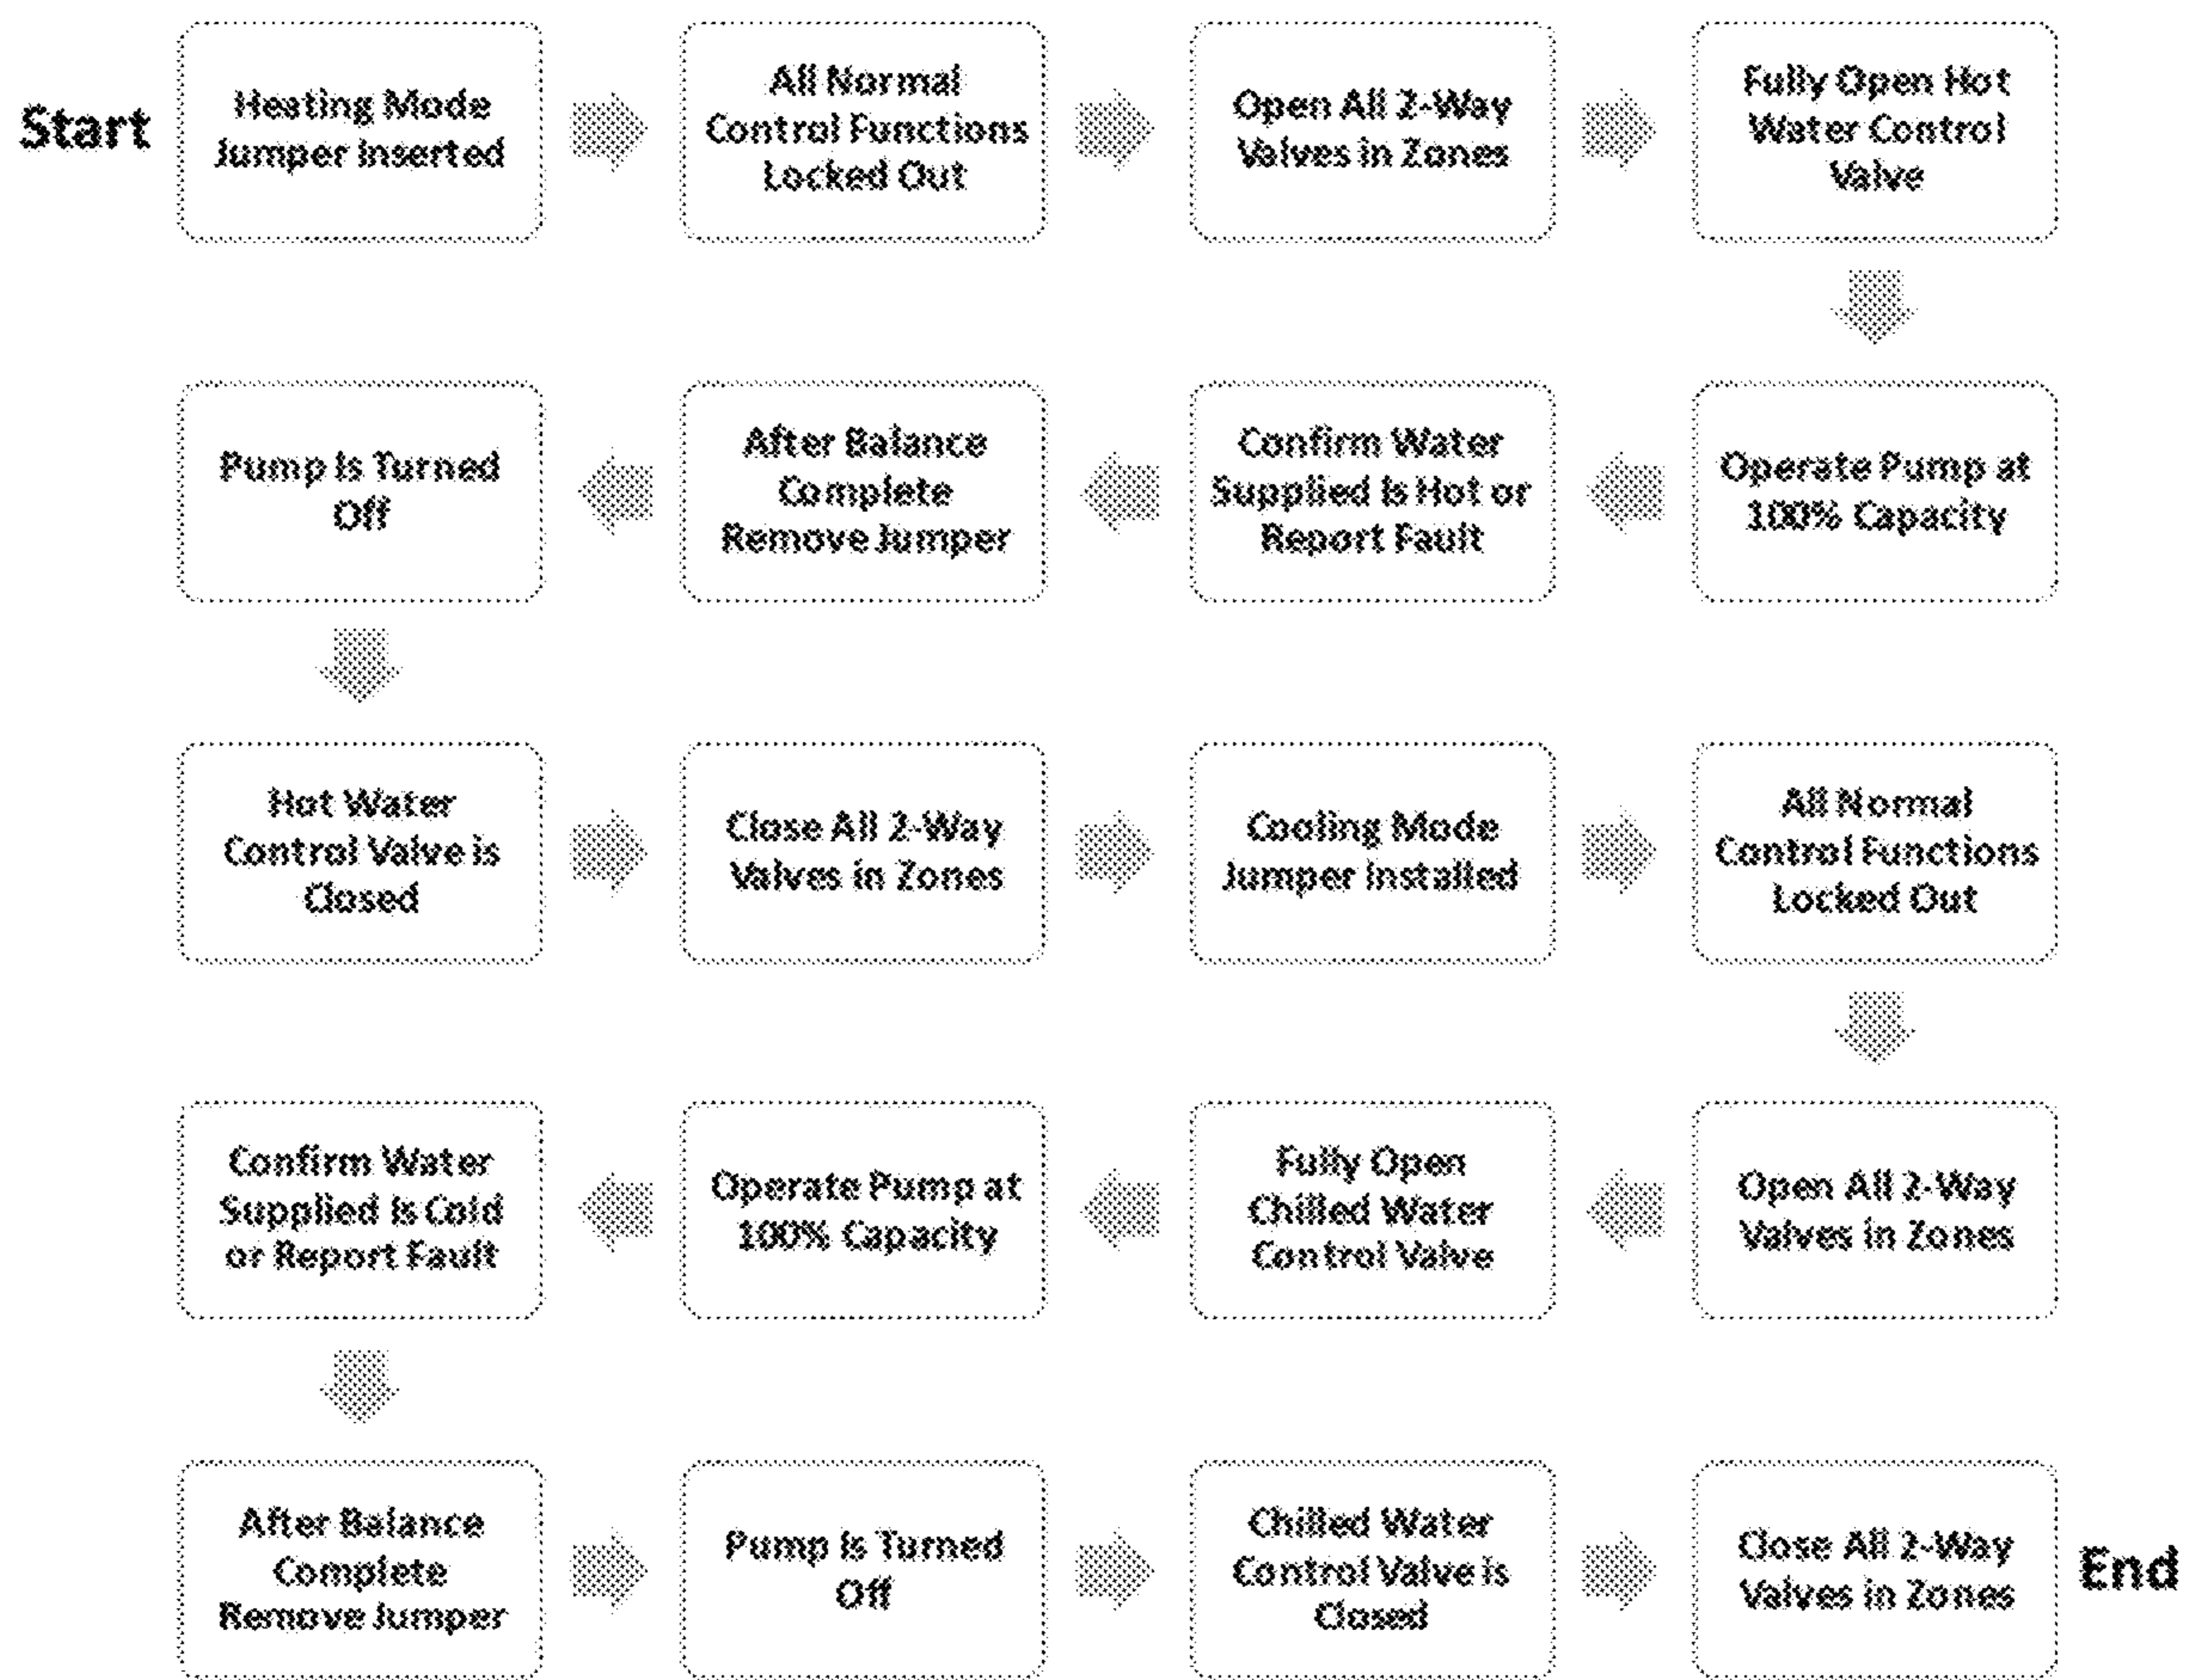 Start
Heating Mode
Jumper Inserted
All Normal
Control Functions
Locked Out
Open All 2-Way
Valves in Zones
Fully Open Hot
Water Control
Valve
Operate Pump at
100% Capacity
Confirm Water
Supplied Is Hot or
Report Fault
After Balance
Complete
Remove Jumper
Pump Is Turned
Off
Hot Water
Control Valve is
Closed
Close All 2-Way
Valves in Zones
Cooling Mode
Jumper Installed
All Normal
Control Functions
Locked Out
Open All 2-Way
Valves in Zones
Fully Open
Chilled Water
Control Valve
Operate Pump at
100% Capacity
Confirm Water
Supplied Is Cold
or Report Fault
After Balance
Complete
Remove Jumper
Pump Is Turned
Off
Chilled Water
Control Valve is
Closed
Close All 2-Way
Valves in Zones
End